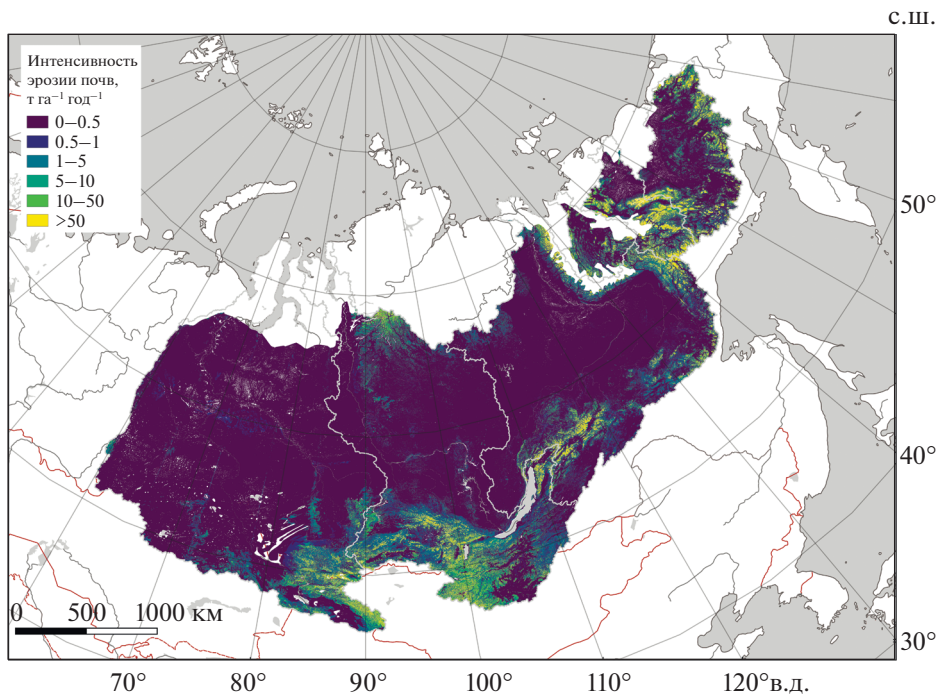 с.ш.
Интенсивность
эрозии почв,
т га⁻¹ год⁻¹
0–0.5
0.5–1
1–5
5–10
10–50
>50
50°
40°
0 500 1000 км
30°
70° 80° 90° 100° 110° 120°в.д.